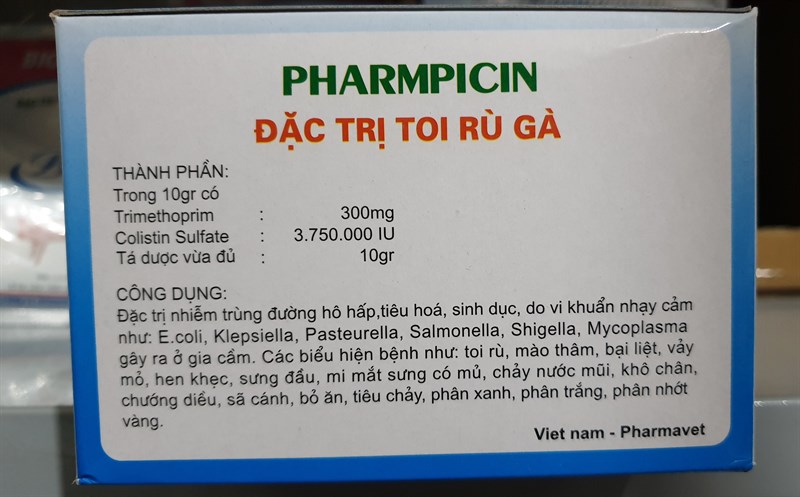 PHARMPICIN
ĐẶC TRỊ TOI RÙ GÀ
THÀNH PHẦN:
Trong 10gr có
Trimethoprim : 300mg
Colistin Sulfate : 3.750.000 IU
Tá dược vừa đủ : 10gr
CÔNG DỤNG:
Đặc trị nhiễm trùng đường hô hấp,tiêu hoá, sinh dục, do vi khuẩn nhạy cảm
như: E.coli, Klepsiella, Pasteurella, Salmonella, Shigella, Mycoplasma
gây ra ở gia cầm. Các biểu hiện bệnh như: toi rù, mào thâm, bại liệt, vảy
mỏ, hen khẹc, sưng đầu, mi mắt sưng có mủ, chảy nước mũi, khô chân,
chướng diều, sã cánh, bỏ ăn, tiêu chảy, phân xanh, phân trắng, phân nhớt
vàng.
Viet nam - Pharmavet